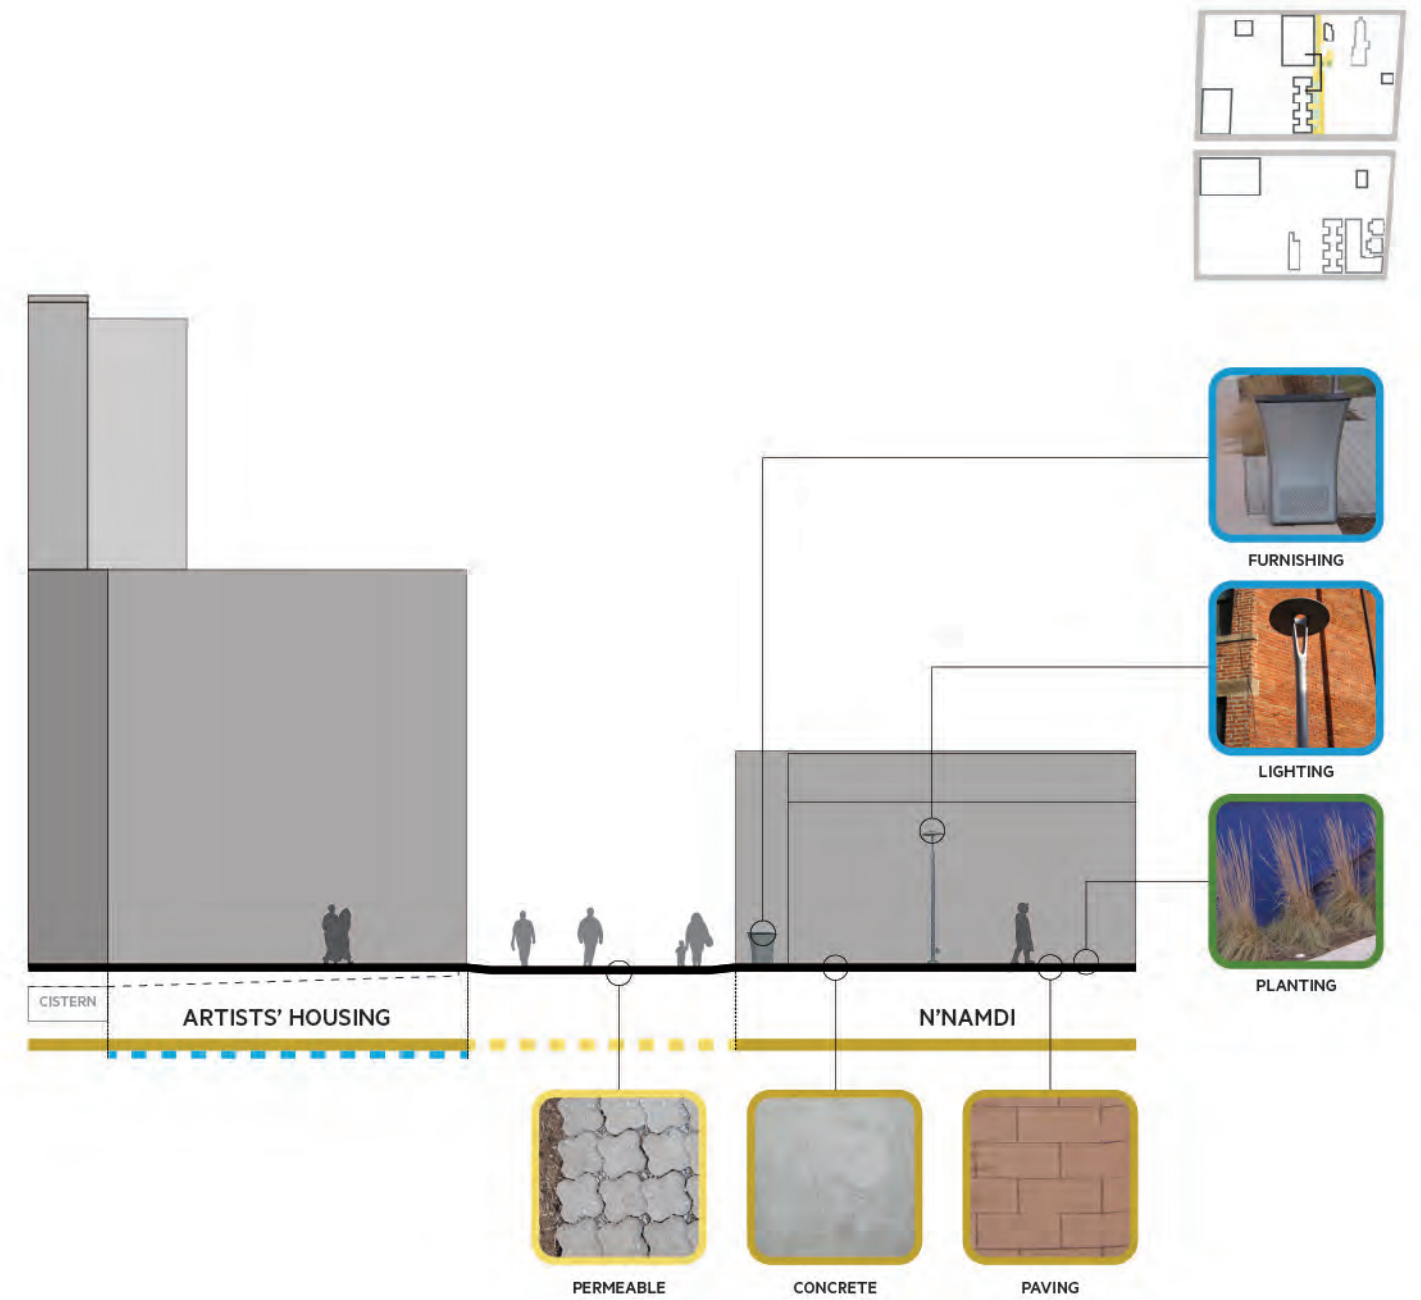 FURNISHING
LIGHTING
PLANTING
CISTERN
ARTISTS' HOUSING
N'NAMDI
PERMEABLE
CONCRETE
PAVING